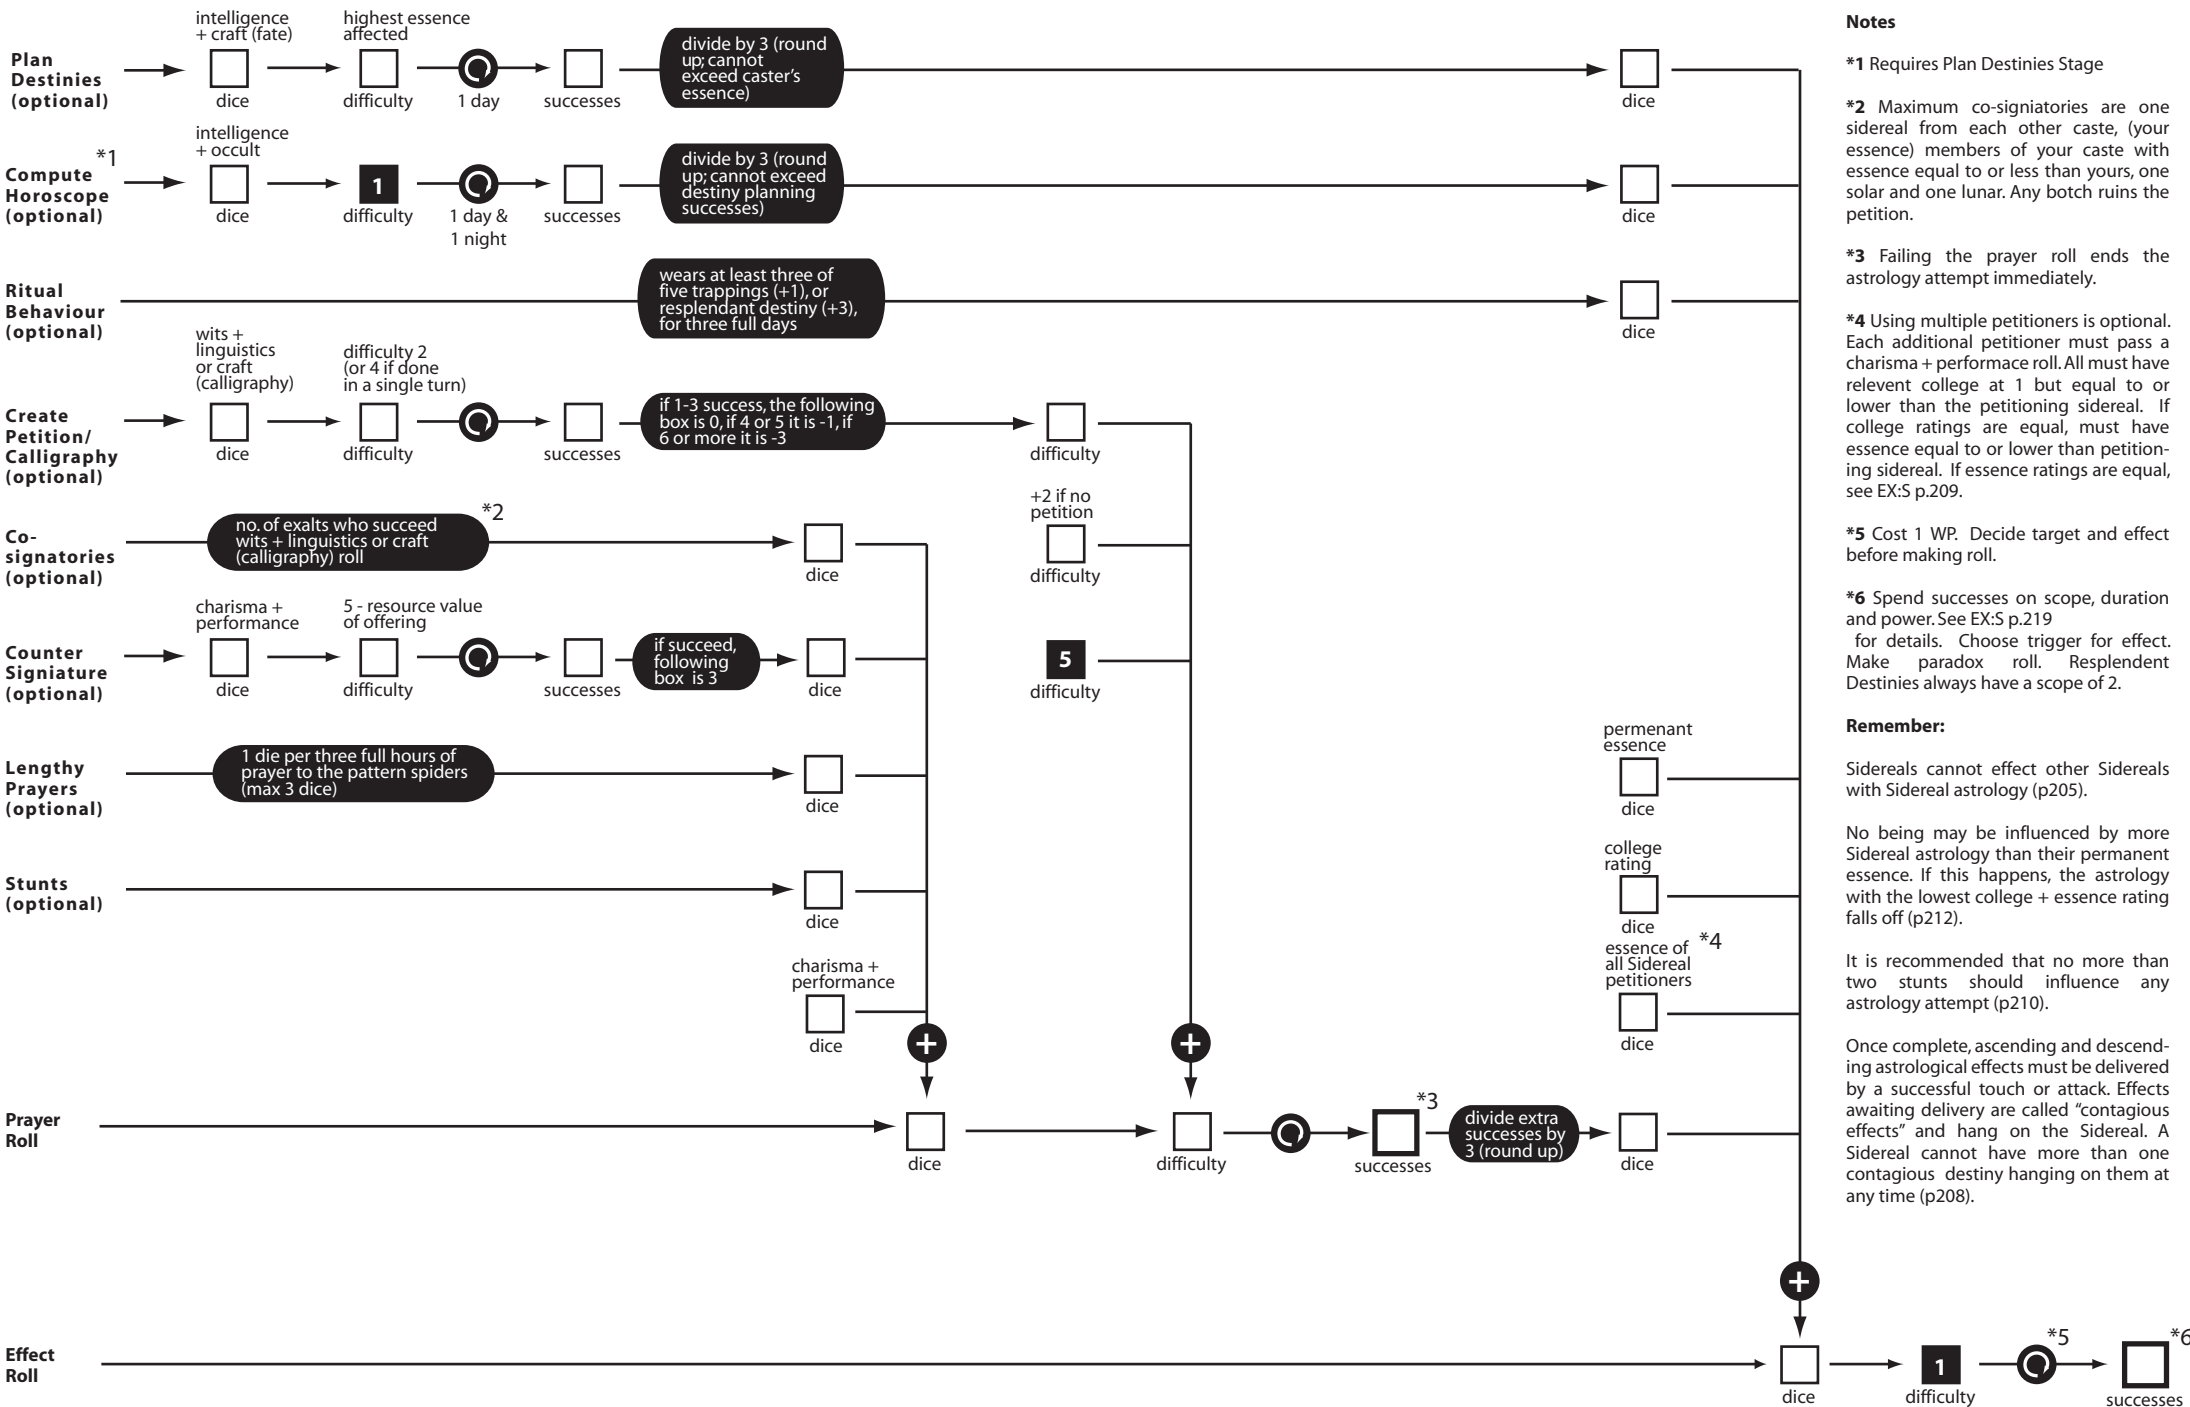 intelligence
+ craft (fate)
highest essence
affected
Plan
Destinies
(optional)
dice
difficulty
1 day
successes
divide by 3 (round
up; cannot
exceed caster's
essence)
dice
intelligence
+ occult
*1
Compute
Horoscope
(optional)
dice
1
difficulty
1 day &
1 night
successes
divide by 3 (round
up; cannot exceed
destiny planning
successes)
dice
Ritual
Behaviour
(optional)
wears at least three of
five trappings (+1), or
resplendant destiny (+3),
for three full days
dice
wits +
linguistics
or craft
(calligraphy)
difficulty 2
(or 4 if done
in a single turn)
Create
Petition/
Calligraphy
(optional)
dice
difficulty
successes
if 1-3 success, the following
box is 0, if 4 or 5 it is -1, if
6 or more it is -3
difficulty
Co-
signatories
(optional)
no. of exalts who succeed
wits + linguistics or craft
(calligraphy) roll
*2
dice
+2 if no
petition
difficulty
charisma +
performance
5 - resource value
of offering
Counter
Signiature
(optional)
dice
difficulty
successes
if succeed,
following
box is 3
dice
5
difficulty
Lengthy
Prayers
(optional)
1 die per three full hours of
prayer to the pattern spiders
(max 3 dice)
dice
permenant
essence
dice
Stunts
(optional)
dice
college
rating
dice
charisma +
performance
dice
essence of
all Sidereal
petitioners
*4
dice
+
+
Prayer
Roll
dice
difficulty
*3
successes
divide extra
successes by
3 (round up)
dice
+
Effect
Roll
dice
1
difficulty
*5
*6
successes
Notes
*1 Requires Plan Destinies Stage
*2 Maximum co-signiatories are one
sidereal from each other caste, (your
essence) members of your caste with
essence equal to or less than yours, one
solar and one lunar. Any botch ruins the
petition.
*3 Failing the prayer roll ends the
astrology attempt immediately.
*4 Using multiple petitioners is optional.
Each additional petitioner must pass a
charisma + performace roll. All must have
relevent college at 1 but equal to or
lower than the petitioning sidereal. If
college ratings are equal, must have
essence equal to or lower than petition-
ing sidereal. If essence ratings are equal,
see EX:S p.209.
*5 Cost 1 WP. Decide target and effect
before making roll.
*6 Spend successes on scope, duration
and power. See EX:S p.219
for details. Choose trigger for effect.
Make paradox roll. Resplendent
Destinies always have a scope of 2.
Remember:
Sidereals cannot effect other Sidereals
with Sidereal astrology (p205).
No being may be influenced by more
Sidereal astrology than their permanent
essence. If this happens, the astrology
with the lowest college + essence rating
falls off (p212).
It is recommended that no more than
two stunts should influence any
astrology attempt (p210).
Once complete, ascending and descend-
ing astrological effects must be delivered
by a successful touch or attack. Effects
awaiting delivery are called "contagious
effects" and hang on the Sidereal. A
Sidereal cannot have more than one
contagious destiny hanging on them at
any time (p208).